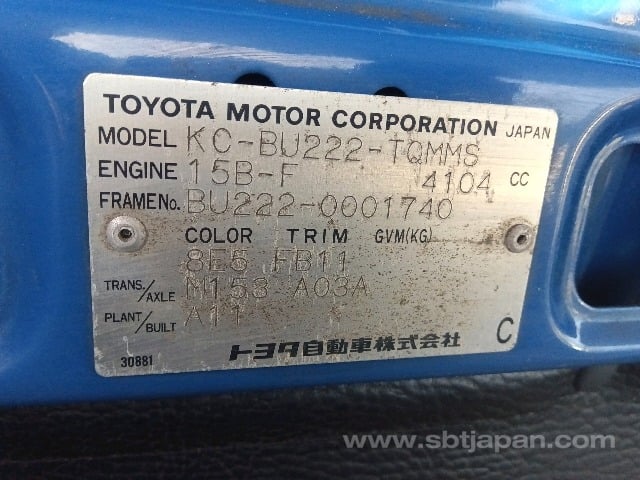 TOYOTA MOTOR CORPORATION JAPAN
MODEL KC-BU222-TQMMS
ENGINE 15B-F 4104 CC
FRAME No. BU222-0001740
COLOR TRIM GVM(KG)
8E5 FB11
TRANS./AXLE M153 A03A
PLANT/BUILT A11
30881 トヨタ自動車株式会社 C
www.sbtjapan.com